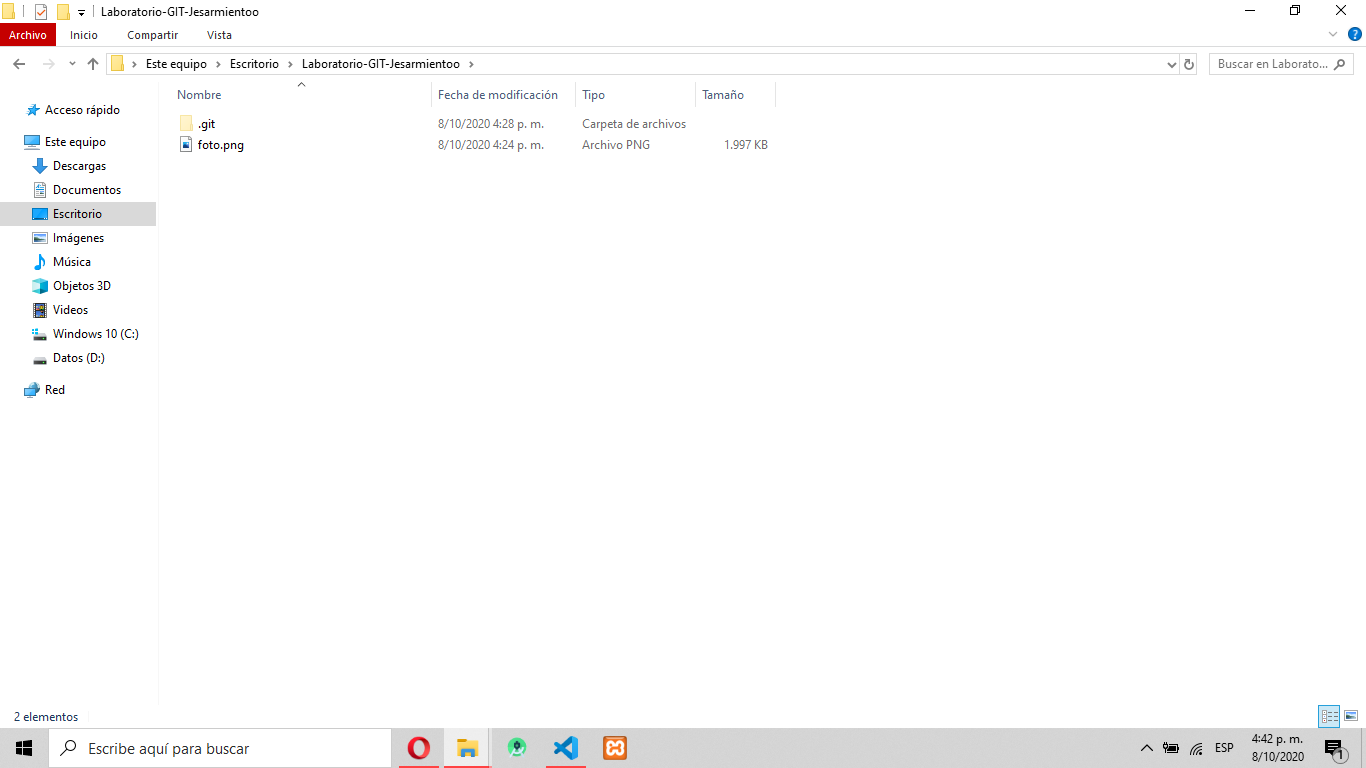 Laboratorio-GIT-Jesarmientoo
Archivo Inicio Compartir Vista
Este equipo Escritorio Laboratorio-GIT-Jesarmientoo Buscar en Laborato...
Nombre Fecha de modificación Tipo Tamaño
.git 8/10/2020 4:28 p. m. Carpeta de archivos
foto.png 8/10/2020 4:24 p. m. Archivo PNG 1.997 KB
Acceso rápido
Este equipo
Descargas
Documentos
Escritorio
Imágenes
Música
Objetos 3D
Videos
Windows 10 (C:)
Datos (D:)
Red
2 elementos
Escribe aquí para buscar
ESP
4:42 p. m.
8/10/2020
1